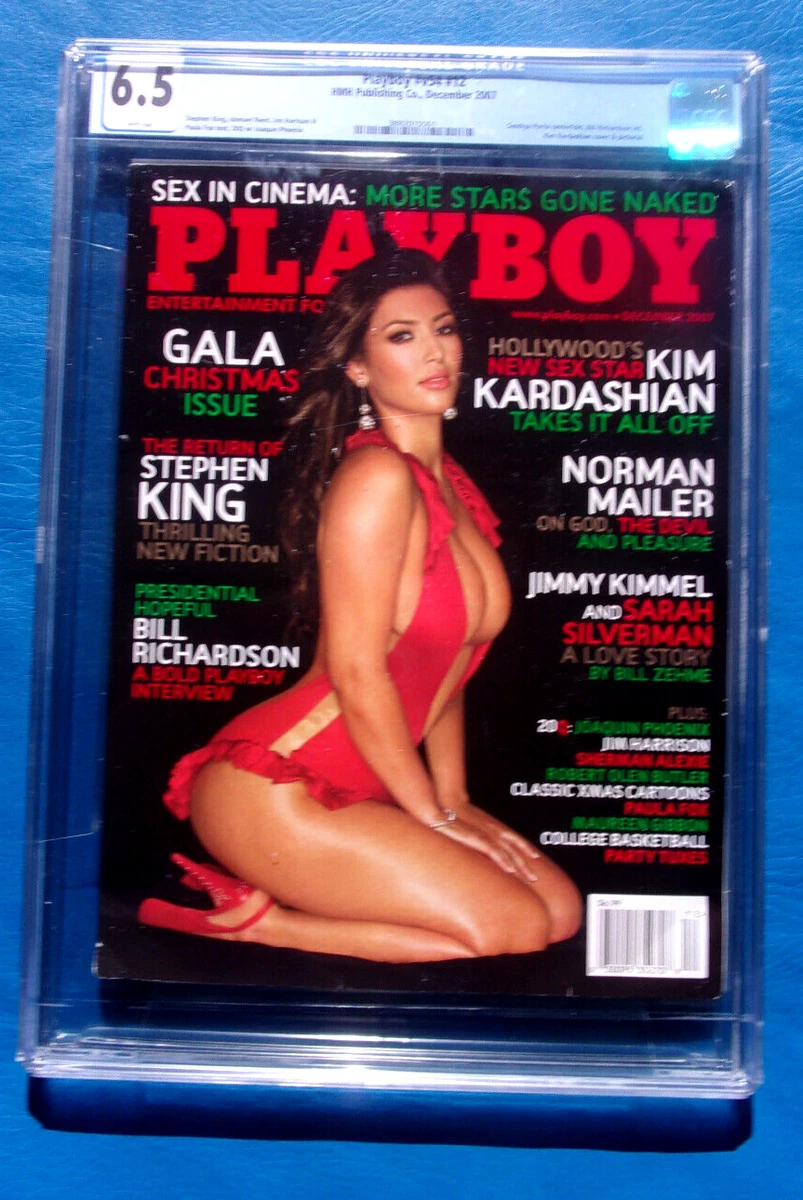 6.5
Playboy #v54 #12
HMH Publishing Co., December 2007
CGC
SEX IN CINEMA: MORE STARS GONE NAKED
PLAYBOY
ENTERTAINMENT FO
www.playboy.com • DECEMBER 2007
GALA
CHRISTMAS
ISSUE
THE RETURN OF
STEPHEN
KING
THRILLING
NEW FICTION
PRESIDENTIAL
HOPEFUL
BILL
RICHARDSON
A BOLD PLAYBOY
INTERVIEW
HOLLYWOOD'S
NEW SEX STAR KIM
KARDASHIAN
TAKES IT ALL OFF
NORMAN
MAILER
ON GOD, THE DEVIL
AND PLEASURE
JIMMY KIMMEL
AND SARAH
SILVERMAN
A LOVE STORY
BY BILL ZEHME
PLUS:
20Q: JOAQUIN PHOENIX
JIM HARRISON
SHERMAN ALEXIE
ROBERT OLEN BUTLER
CLASSIC XMAS CARTOONS
PAULA FOX
MAUREEN GIBBON
COLLEGE BASKETBALL
PARTY TUXES